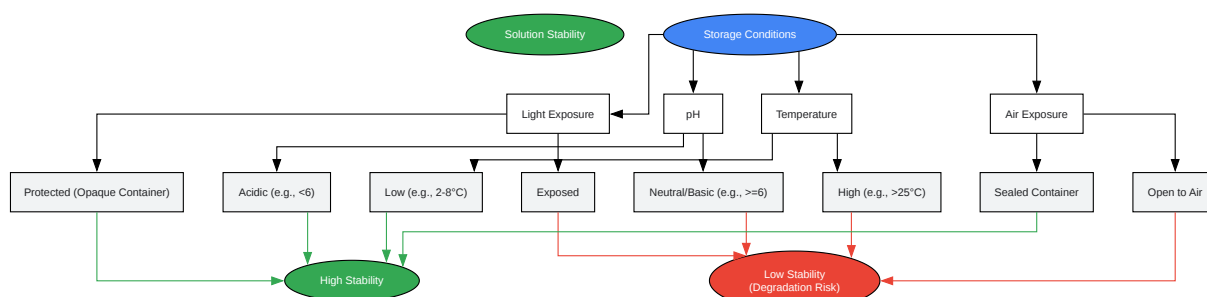 Solution Stability
Storage Conditions
Light Exposure
pH
Temperature
Air Exposure
Protected (Opaque Container)
Acidic (e.g., <6)
Low (e.g., 2-8°C)
Exposed
Neutral/Basic (e.g., >=6)
High (e.g., >25°C)
Sealed Container
Open to Air
High Stability
Low Stability
(Degradation Risk)